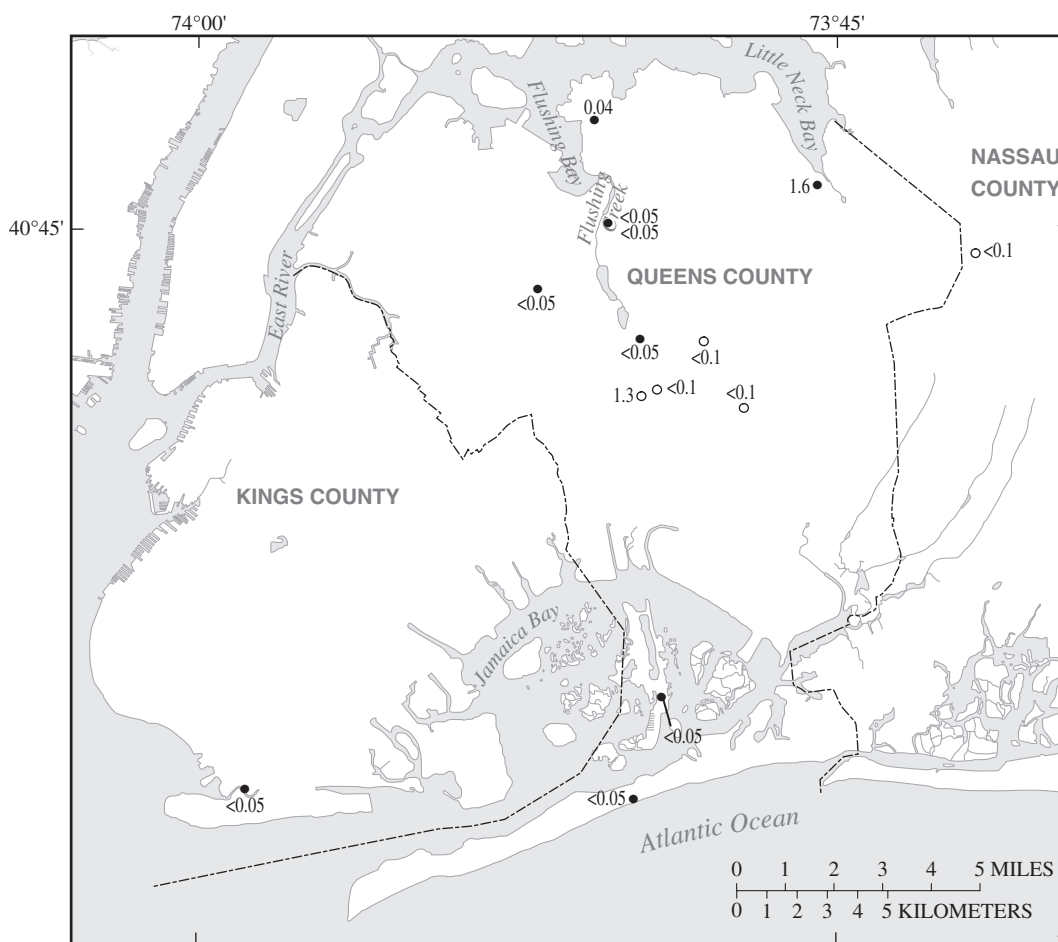 74°00'
73°45'
Little Neck Bay
Flushing Bay
0.04
NASSAU
COUNTY
1.6
Flushing
Creek
<0.05
<0.05
40°45'
<0.1
QUEENS COUNTY
East River
<0.05
<0.05
<0.1
1.3
<0.1
<0.1
KINGS COUNTY
Jamaica Bay
<0.05
<0.05
<0.05
Atlantic Ocean
0 1 2 3 4 5 MILES
0 1 2 3 4 5 KILOMETERS